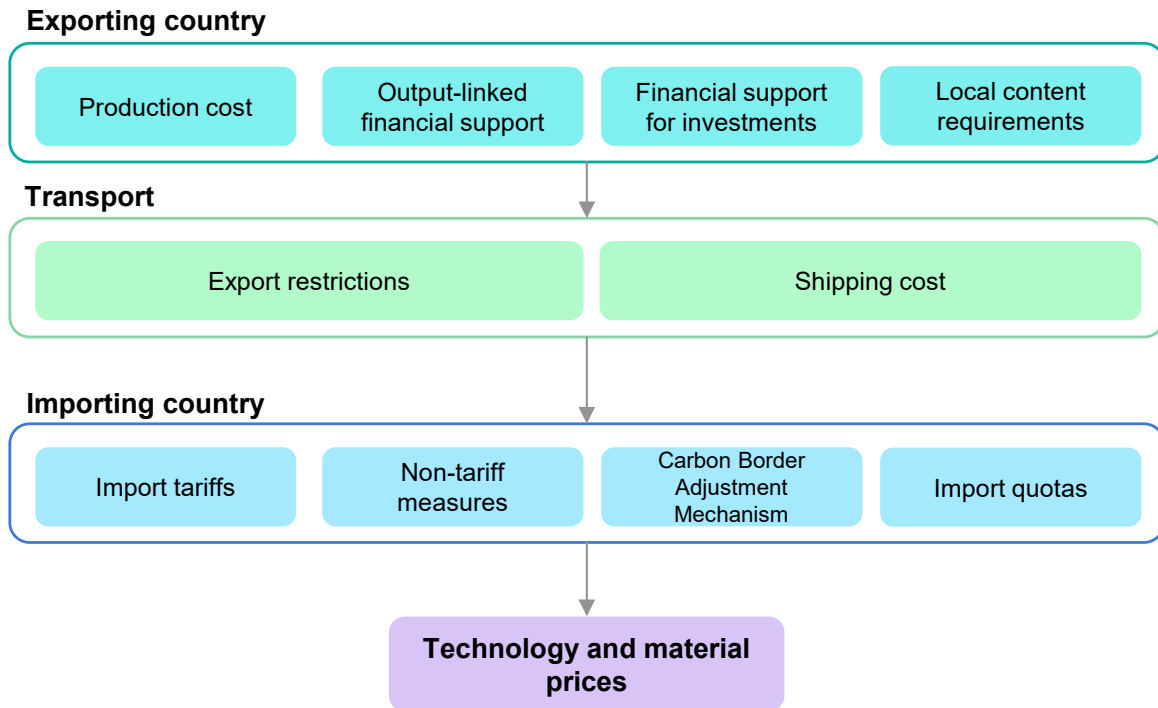 Exporting country
Production cost
Output-linked
financial support
Financial support
for investments
Local content
requirements
Transport
Export restrictions
Shipping cost
Importing country
Import tariffs
Non-tariff
measures
Carbon Border
Adjustment
Mechanism
Import quotas
Technology and material
prices